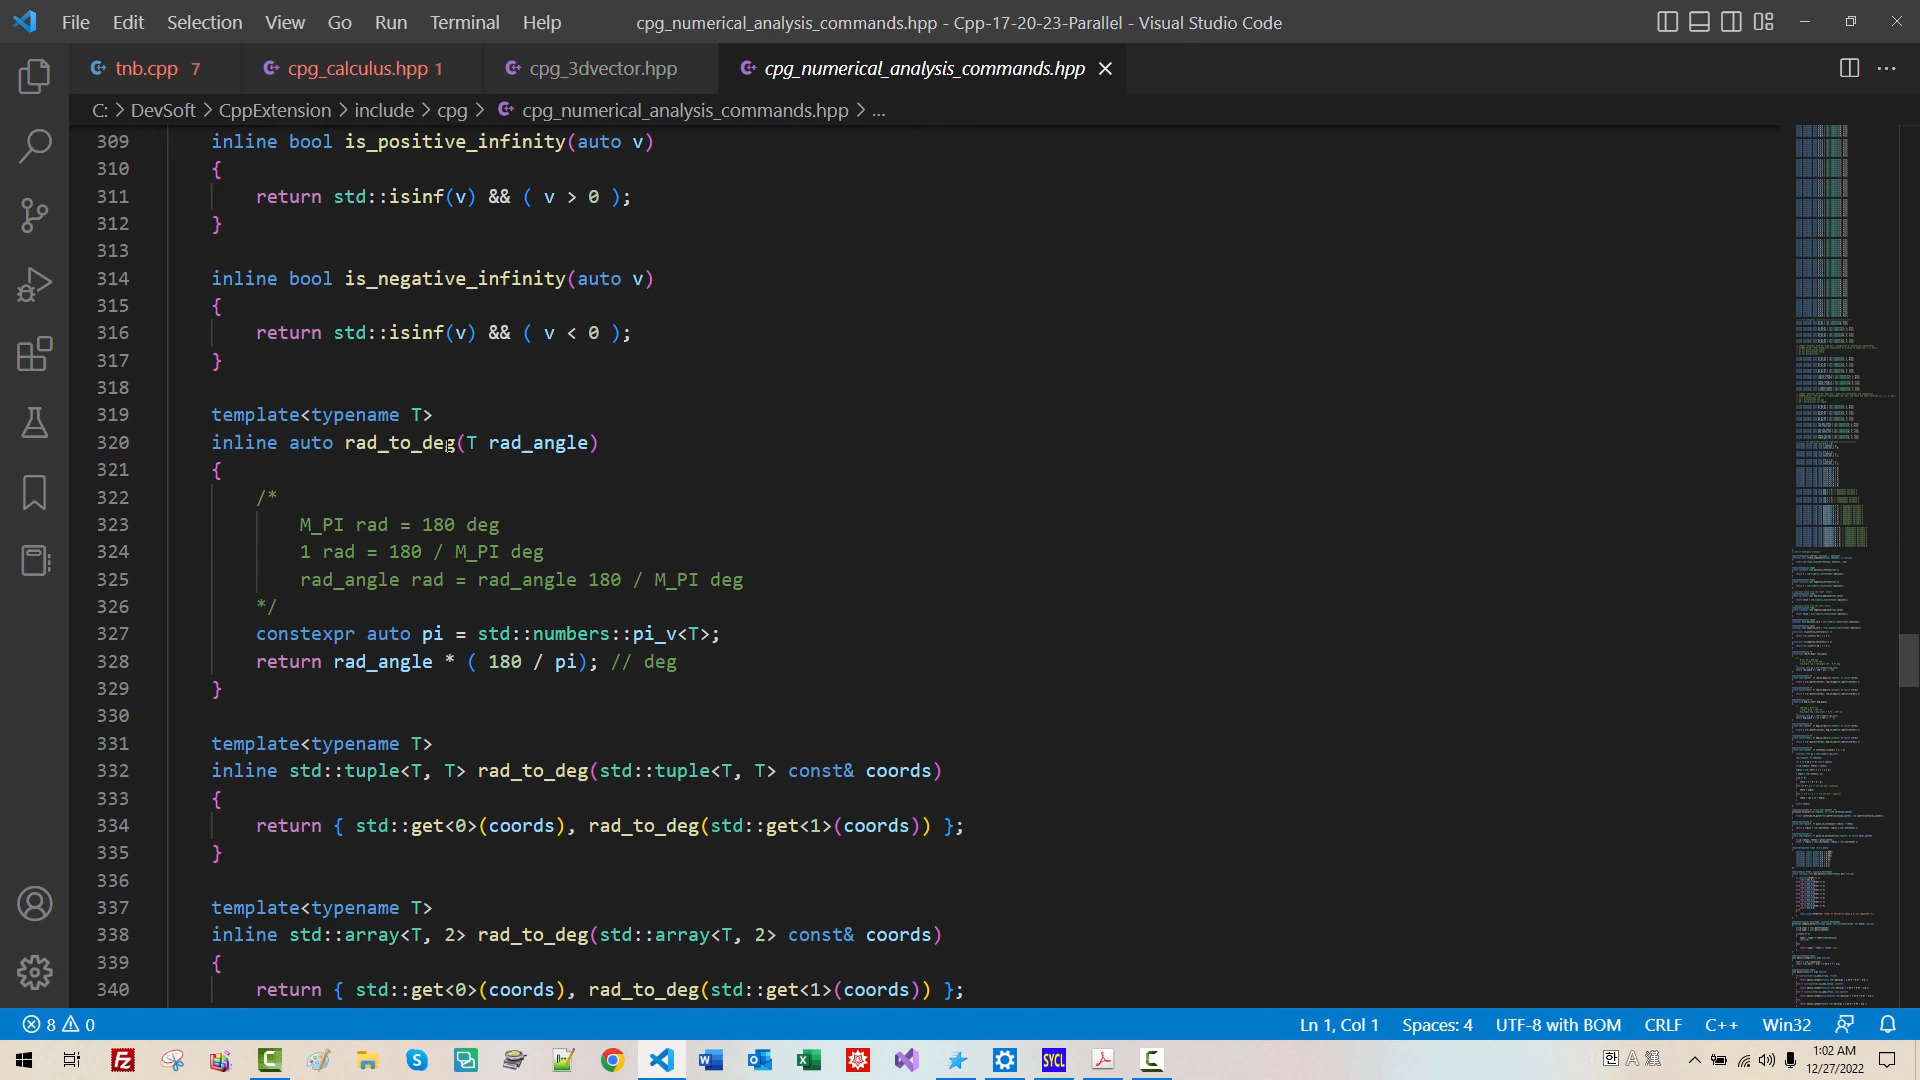 File Edit Selection View Go Run Terminal Help cpg_numerical_analysis_commands.hpp - Cpp-17-20-23-Parallel - Visual Studio Code
tnb.cpp 7 cpg_calculus.hpp 1 cpg_3dvector.hpp cpg_numerical_analysis_commands.hpp
C: > DevSoft > CppExtension > include > cpg > cpg_numerical_analysis_commands.hpp > ...
309 inline bool is_positive_infinity(auto v)
310 {
311 return std::isinf(v) && ( v > 0 );
312 }
313
314 inline bool is_negative_infinity(auto v)
315 {
316 return std::isinf(v) && ( v < 0 );
317 }
318
319 template<typename T>
320 inline auto rad_to_deg(T rad_angle)
321 {
322 /*
323 M_PI rad = 180 deg
324 1 rad = 180 / M_PI deg
325 rad_angle rad = rad_angle 180 / M_PI deg
326 */
327 constexpr auto pi = std::numbers::pi_v<T>;
328 return rad_angle * ( 180 / pi); // deg
329 }
330
331 template<typename T>
332 inline std::tuple<T, T> rad_to_deg(std::tuple<T, T> const& coords)
333 {
334 return { std::get<0>(coords), rad_to_deg(std::get<1>(coords)) };
335 }
336
337 template<typename T>
338 inline std::array<T, 2> rad_to_deg(std::array<T, 2> const& coords)
339 {
340 return { std::get<0>(coords), rad_to_deg(std::get<1>(coords)) };
8 0 Ln 1, Col 1 Spaces: 4 UTF-8 with BOM CRLF C++ Win32
SYCL 한 A 漢 1:02 AM
12/27/2022